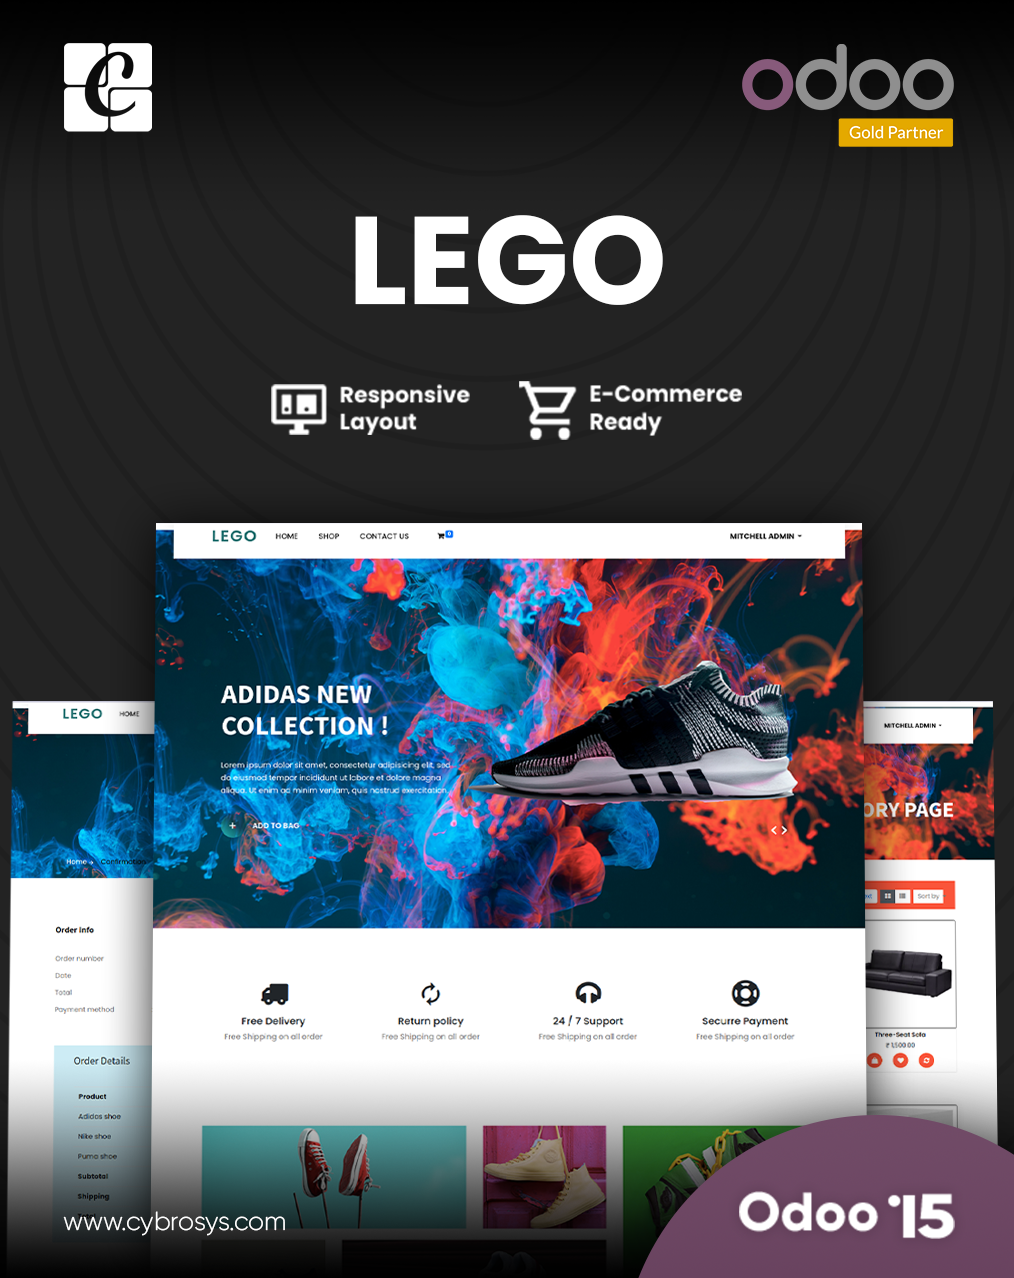 C
odoo
Gold Partner
LEGO
Responsive
Layout
E-Commerce
Ready
LEGO HOME SHOP CONTACT US 0 MITCHELL ADMIN
ADIDAS NEW
COLLECTION !
Lorem ipsum dolor sit amet, consectetur adipisicing elit, sed
do eiusmod tempor incididunt ut labore et dolore magna
aliqua. Ut enim ad minim veniam, quis nostrud exercitation.
+ ADD TO BAG
LEGO HOME
Home Confirmation
Order info
Order number
Date
Total
Payment method
Order Details
Product
Adidas shoe
Nike shoe
Puma shoe
Subtotal
Shipping
MITCHELL ADMIN
ORY PAGE
Sort by
Three-Seat Sofa
₹ 1,500.00
Free Delivery
Free Shipping on all order
Return policy
Free Shipping on all order
24 / 7 Support
Free Shipping on all order
Securre Payment
Free Shipping on all order
www.cybrosys.com
Odoo '15